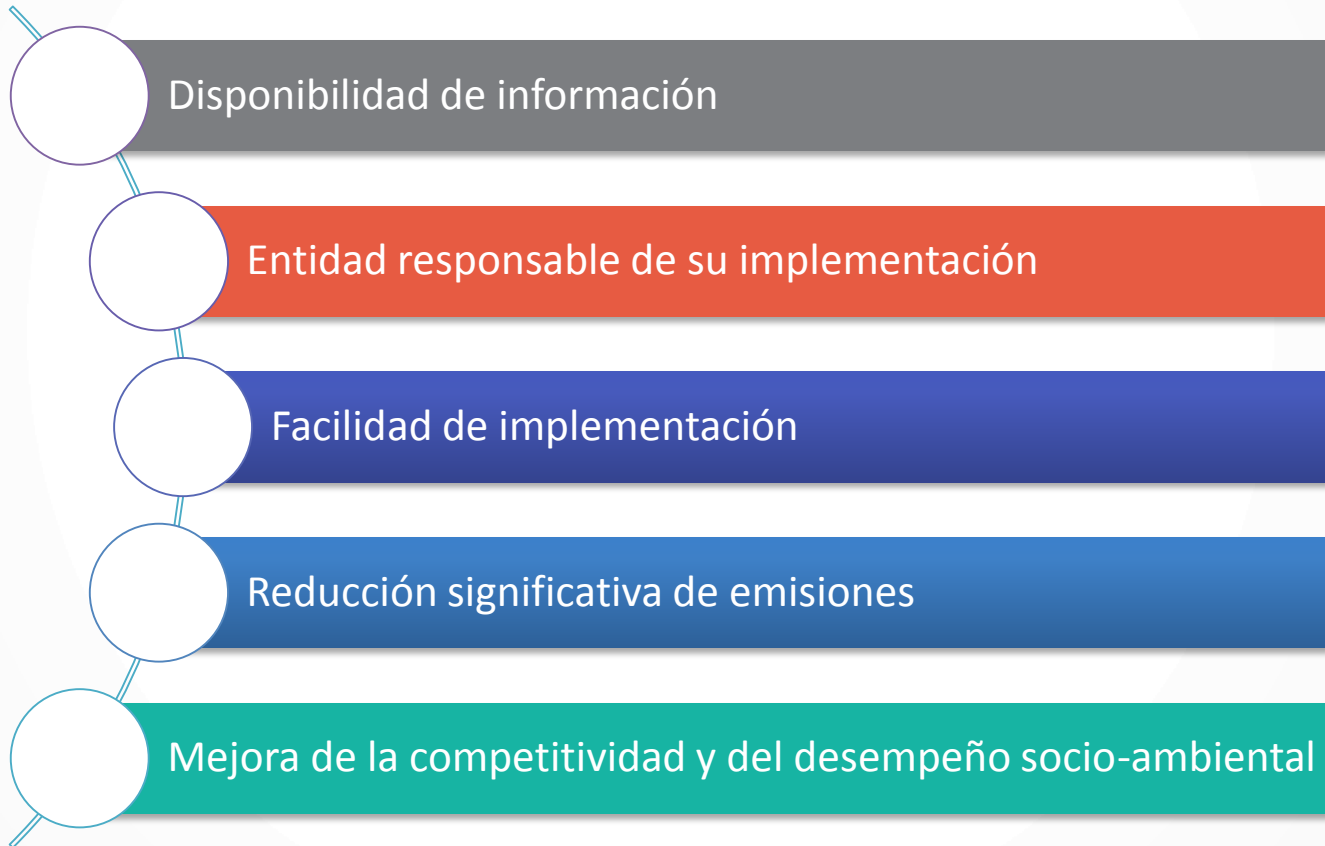 Disponibilidad de información
Entidad responsable de su implementación
Facilidad de implementación
Reducción significativa de emisiones
Mejora de la competitividad y del desempeño socio-ambiental